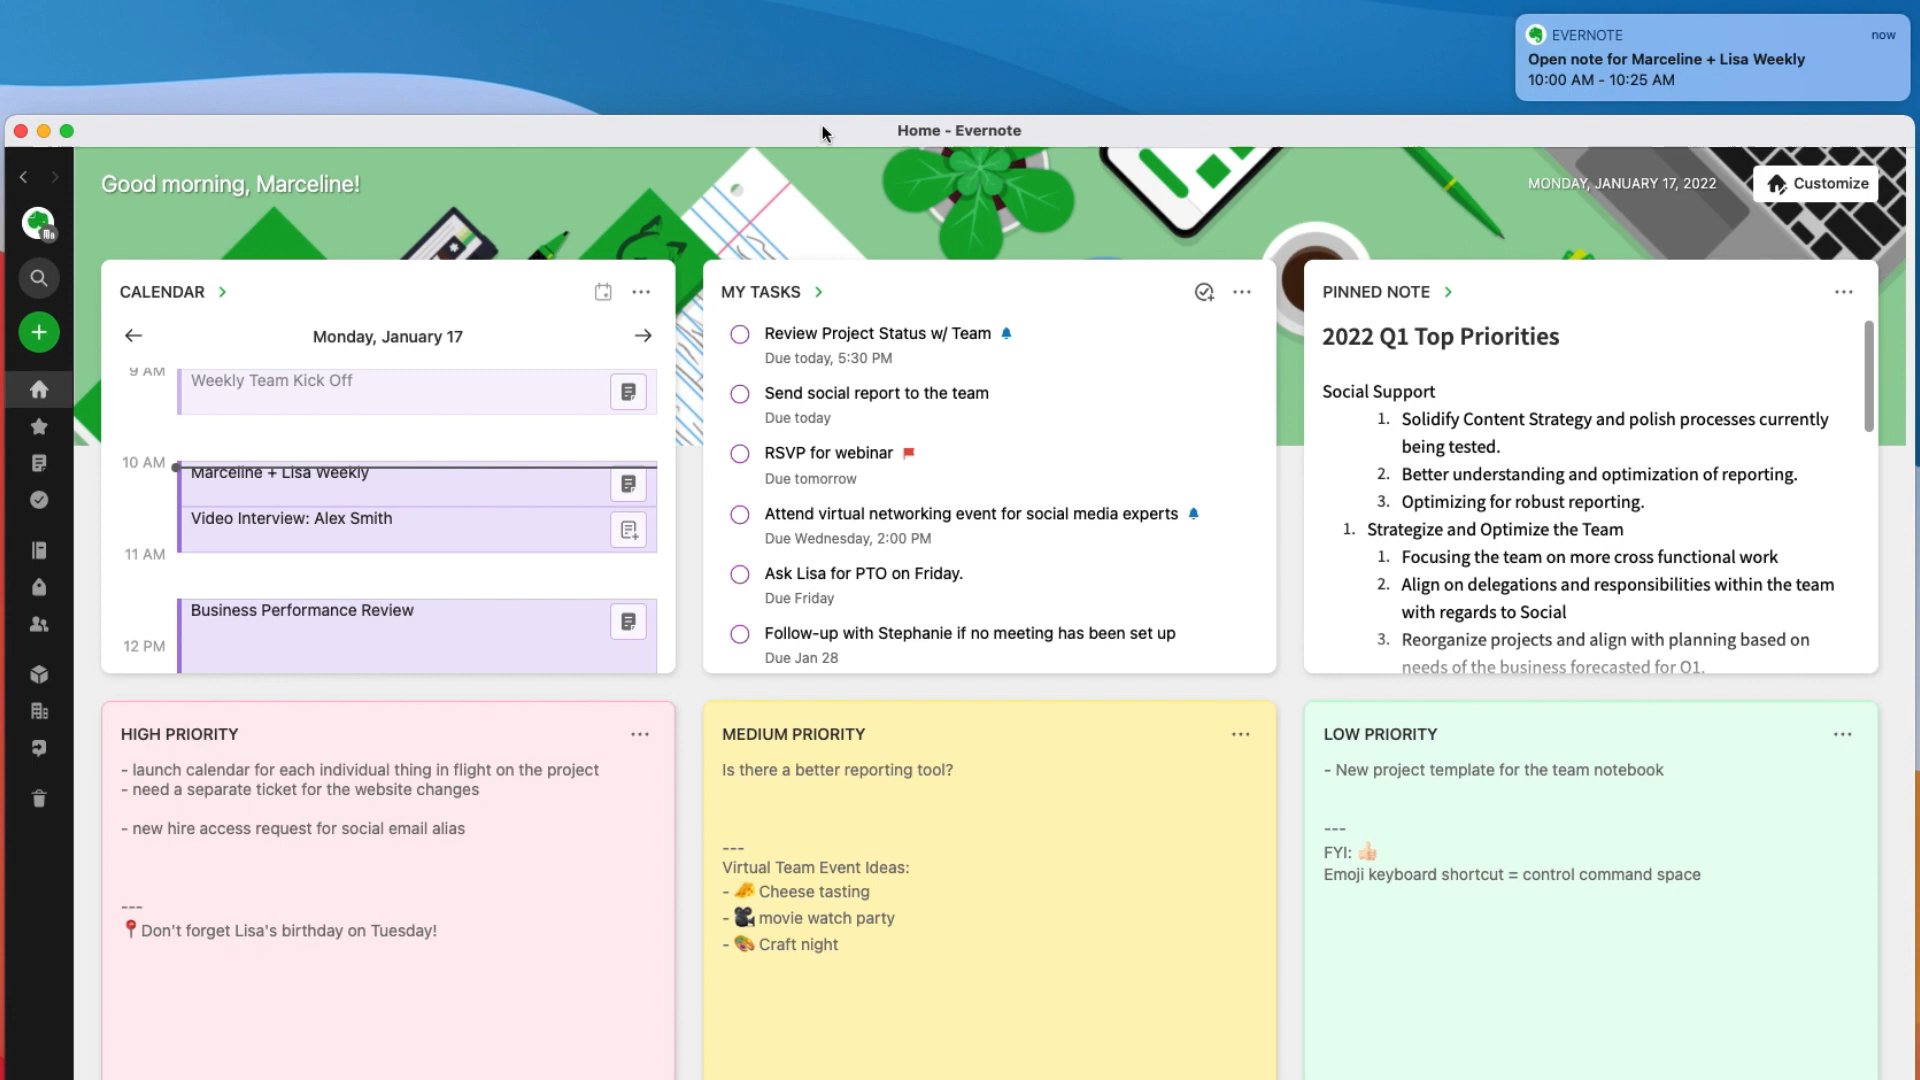 EVERNOTE now
Open note for Marceline + Lisa Weekly
10:00 AM - 10:25 AM
Home - Evernote
Good morning, Marceline!
MONDAY, JANUARY 17, 2022
Customize
CALENDAR
Monday, January 17
9 AM
Weekly Team Kick Off
10 AM
Marceline + Lisa Weekly
Video Interview: Alex Smith
11 AM
Business Performance Review
12 PM
MY TASKS
Review Project Status w/ Team
Due today, 5:30 PM
Send social report to the team
Due today
RSVP for webinar
Due tomorrow
Attend virtual networking event for social media experts
Due Wednesday, 2:00 PM
Ask Lisa for PTO on Friday.
Due Friday
Follow-up with Stephanie if no meeting has been set up
Due Jan 28
PINNED NOTE
2022 Q1 Top Priorities
Social Support
1. Solidify Content Strategy and polish processes currently
being tested.
2. Better understanding and optimization of reporting.
3. Optimizing for robust reporting.
1. Strategize and Optimize the Team
1. Focusing the team on more cross functional work
2. Align on delegations and responsibilities within the team
with regards to Social
3. Reorganize projects and align with planning based on
needs of the business forecasted for Q1.
HIGH PRIORITY
- launch calendar for each individual thing in flight on the project
- need a separate ticket for the website changes
- new hire access request for social email alias
---
📍Don't forget Lisa's birthday on Tuesday!
MEDIUM PRIORITY
Is there a better reporting tool?
---
Virtual Team Event Ideas:
- 🧀 Cheese tasting
- 🎥 movie watch party
- 🎨 Craft night
LOW PRIORITY
- New project template for the team notebook
---
FYI: 👍🏻
Emoji keyboard shortcut = control command space